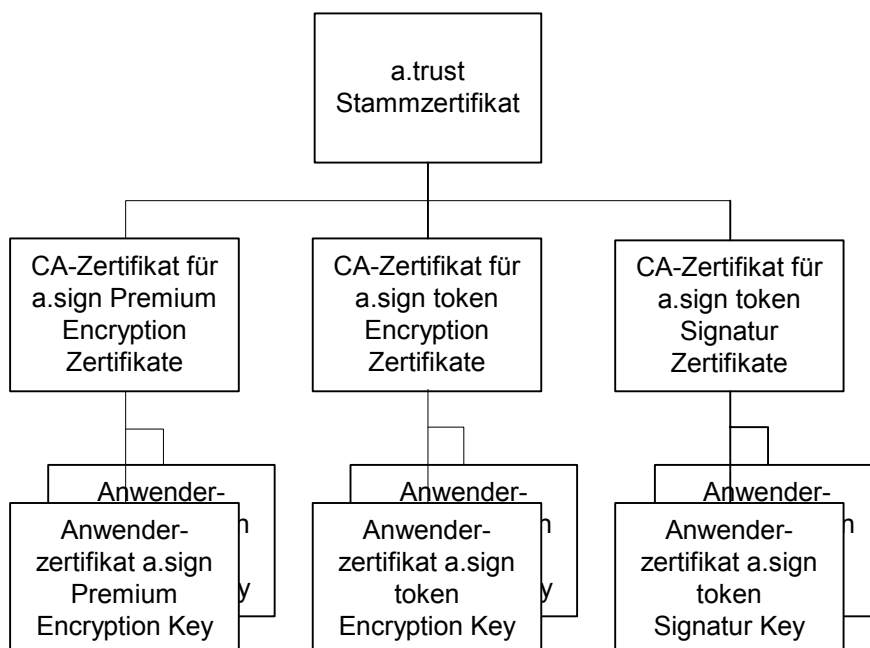 a.trust
Stammzertifikat
CA-Zertifikat für
a.sign Premium
Encryption
Zertifikate
CA-Zertifikat für
a.sign token
Encryption
Zertifikate
CA-Zertifikat für
a.sign token
Signatur
Zertifikate
Anwender-
Anwender-
Anwender-
Anwender-
zertifikat a.sign
Premium
Encryption Key
Anwender-
zertifikat a.sign
token
Encryption Key
Anwender-
zertifikat a.sign
token
Signatur Key